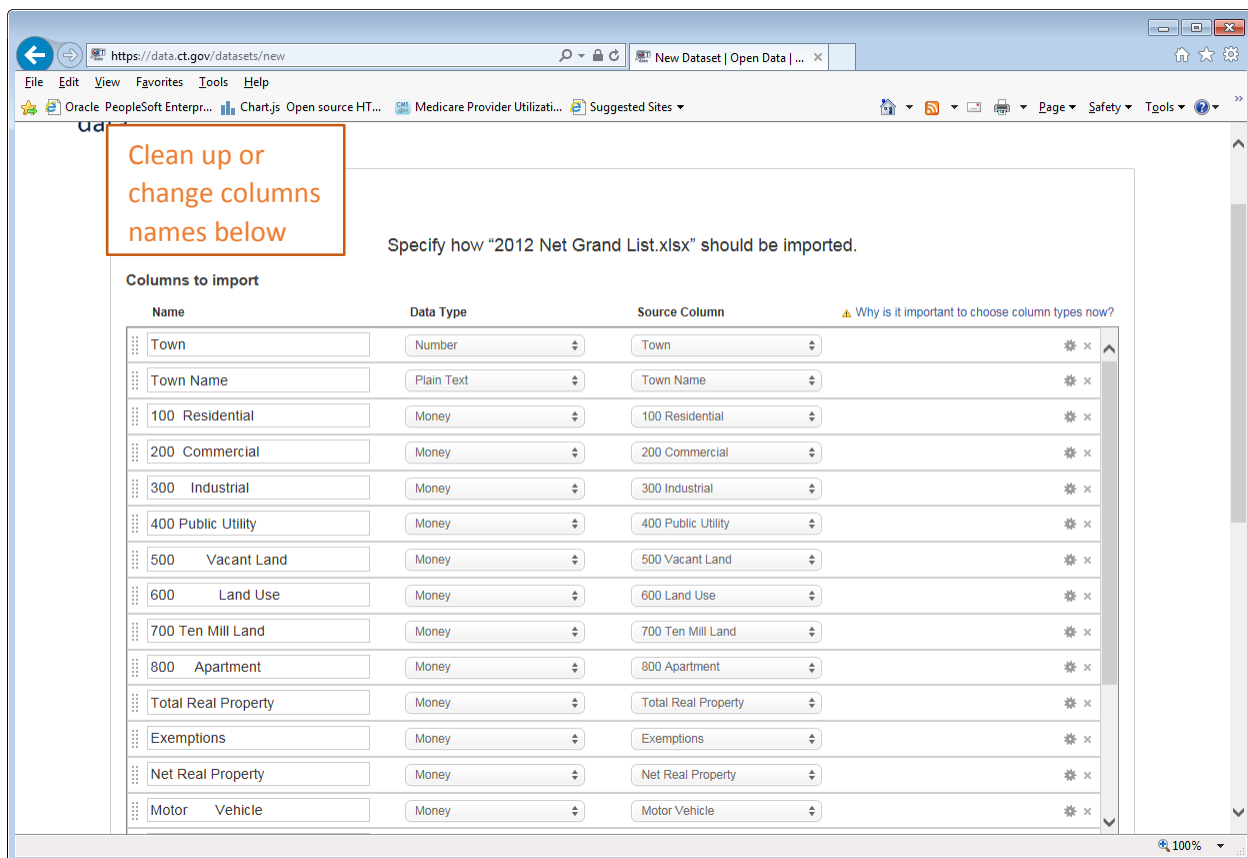 https://data.ct.gov/datasets/new
New Dataset | Open Data | ... ×
File Edit View Favorites Tools Help
Oracle PeopleSoft Enterpr... Chart.js Open source HT... Medicare Provider Utilizati... Suggested Sites
Page Safety Tools
Clean up or
change columns
names below
Specify how “2012 Net Grand List.xlsx” should be imported.
Columns to import
Name Data Type Source Column Why is it important to choose column types now?
Town Number Town
Town Name Plain Text Town Name
100 Residential Money 100 Residential
200 Commercial Money 200 Commercial
300 Industrial Money 300 Industrial
400 Public Utility Money 400 Public Utility
500 Vacant Land Money 500 Vacant Land
600 Land Use Money 600 Land Use
700 Ten Mill Land Money 700 Ten Mill Land
800 Apartment Money 800 Apartment
Total Real Property Money Total Real Property
Exemptions Money Exemptions
Net Real Property Money Net Real Property
Motor Vehicle Money Motor Vehicle
100%